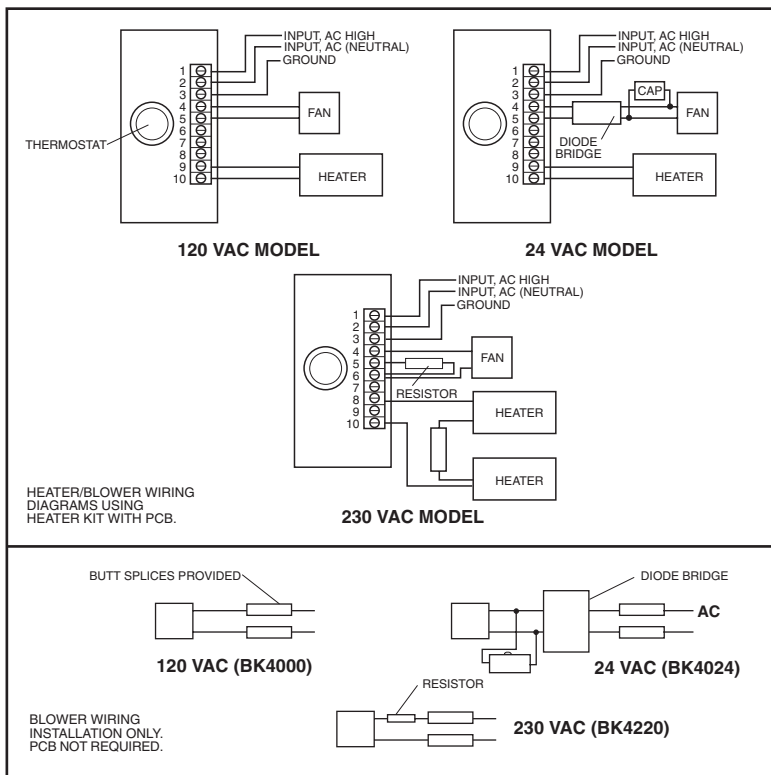 INPUT, AC HIGH
INPUT, AC (NEUTRAL)
GROUND
1
2
3
4
5
6
7
8
9
10
FAN
THERMOSTAT
HEATER
120 VAC MODEL
INPUT, AC HIGH
INPUT, AC (NEUTRAL)
GROUND
1
2
3
4
5
6
7
8
9
10
CAP
FAN
DIODE
BRIDGE
HEATER
24 VAC MODEL
INPUT, AC HIGH
INPUT, AC (NEUTRAL)
GROUND
1
2
3
4
5
6
7
8
9
10
FAN
RESISTOR
HEATER
HEATER
230 VAC MODEL
HEATER/BLOWER WIRING
DIAGRAMS USING
HEATER KIT WITH PCB.
BUTT SPLICES PROVIDED
120 VAC (BK4000)
DIODE BRIDGE
AC
24 VAC (BK4024)
RESISTOR
230 VAC (BK4220)
BLOWER WIRING
INSTALLATION ONLY.
PCB NOT REQUIRED.